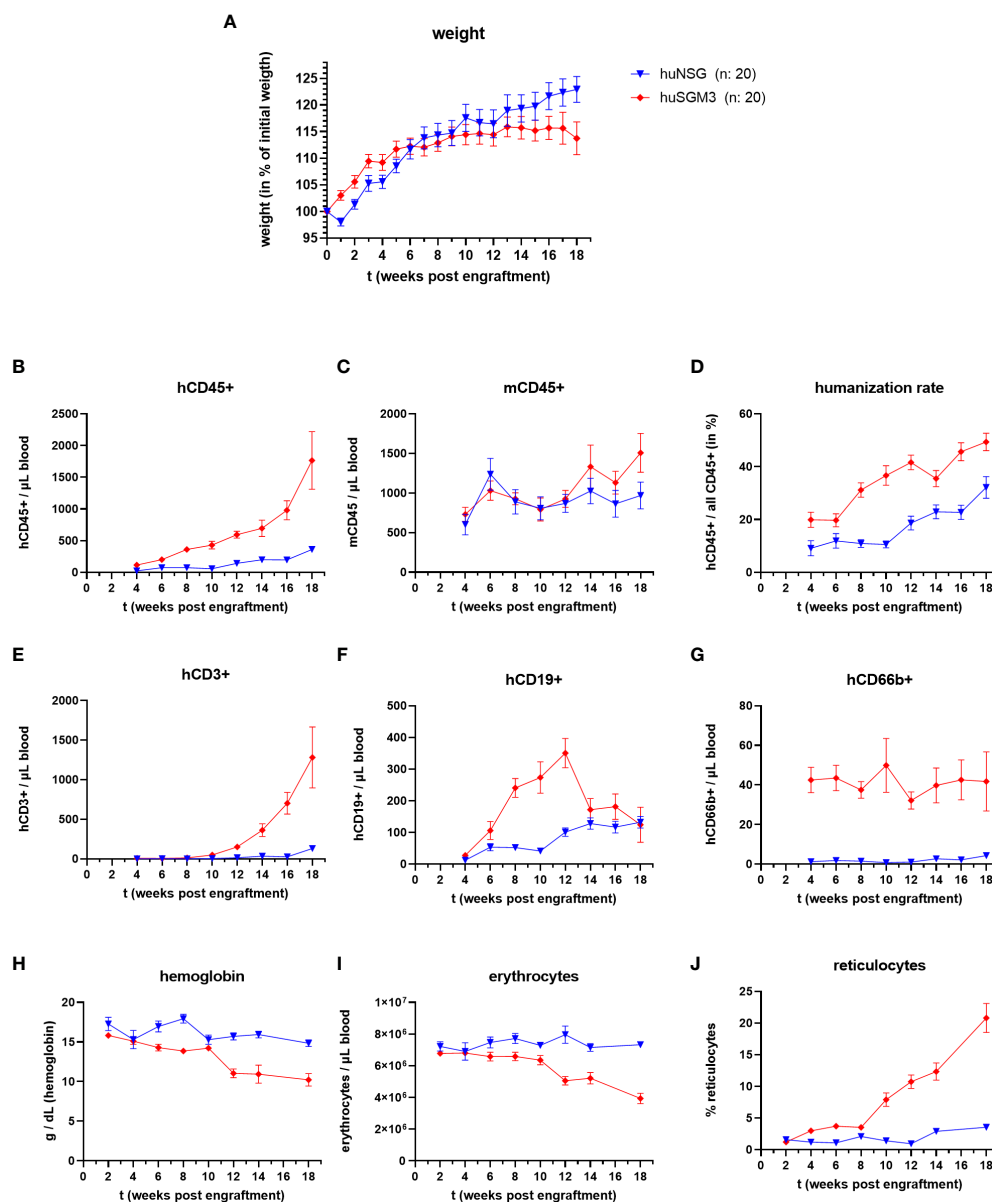 A
weight
huNSG (n: 20)
huSGM3 (n: 20)
weight (in % of initial weigth)
125
120
115
110
105
100
95
0 2 4 6 8 10 12 14 16 18
t (weeks post engraftment)
B
hCD45+
hCD45+ / µL blood
2500
2000
1500
1000
500
0
0 2 4 6 8 10 12 14 16 18
t (weeks post engraftment)
C
mCD45+
mCD45 / µL blood
2000
1500
1000
500
0
0 2 4 6 8 10 12 14 16 18
t (weeks post engraftment)
D
humanization rate
hCD45+ / all CD45+ (in %)
60
40
20
0
0 2 4 6 8 10 12 14 16 18
t (weeks post engraftment)
E
hCD3+
hCD3+ / µL blood
2000
1500
1000
500
0
0 2 4 6 8 10 12 14 16 18
t (weeks post engraftment)
F
hCD19+
hCD19+ / µL blood
500
400
300
200
100
0
0 2 4 6 8 10 12 14 16 18
t (weeks post engraftment)
G
hCD66b+
hCD66b+ / µL blood
80
60
40
20
0
0 2 4 6 8 10 12 14 16 18
t (weeks post engraftment)
H
hemoglobin
g / dL (hemoglobin)
20
15
10
5
0
0 2 4 6 8 10 12 14 16 18
t (weeks post engraftment)
I
erythrocytes
erythrocytes / µL blood
1×10⁷
8×10⁶
6×10⁶
4×10⁶
2×10⁶
0
0 2 4 6 8 10 12 14 16 18
t (weeks post engraftment)
J
reticulocytes
% reticulocytes
25
20
15
10
5
0
0 2 4 6 8 10 12 14 16 18
t (weeks post engraftment)